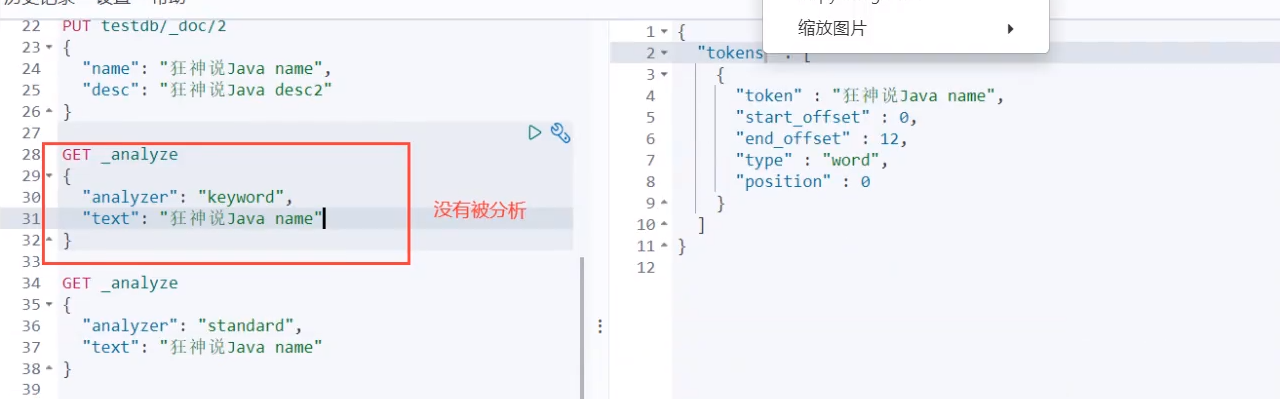 历史记录 设置 帮助
22 PUT testdb/_doc/2
23 {
24 "name": "狂神说Java name",
25 "desc": "狂神说Java desc2"
26 }
27
28 GET _analyze
29 {
30 "analyzer": "keyword",
31 "text": "狂神说Java name"
32 }
33
34 GET _analyze
35 {
36 "analyzer": "standard",
37 "text": "狂神说Java name"
38 }
39
没有被分析
缩放图片
1 {
2 "tokens" : [
3 {
4 "token" : "狂神说Java name",
5 "start_offset" : 0,
6 "end_offset" : 12,
7 "type" : "word",
8 "position" : 0
9 }
10 ]
11 }
12